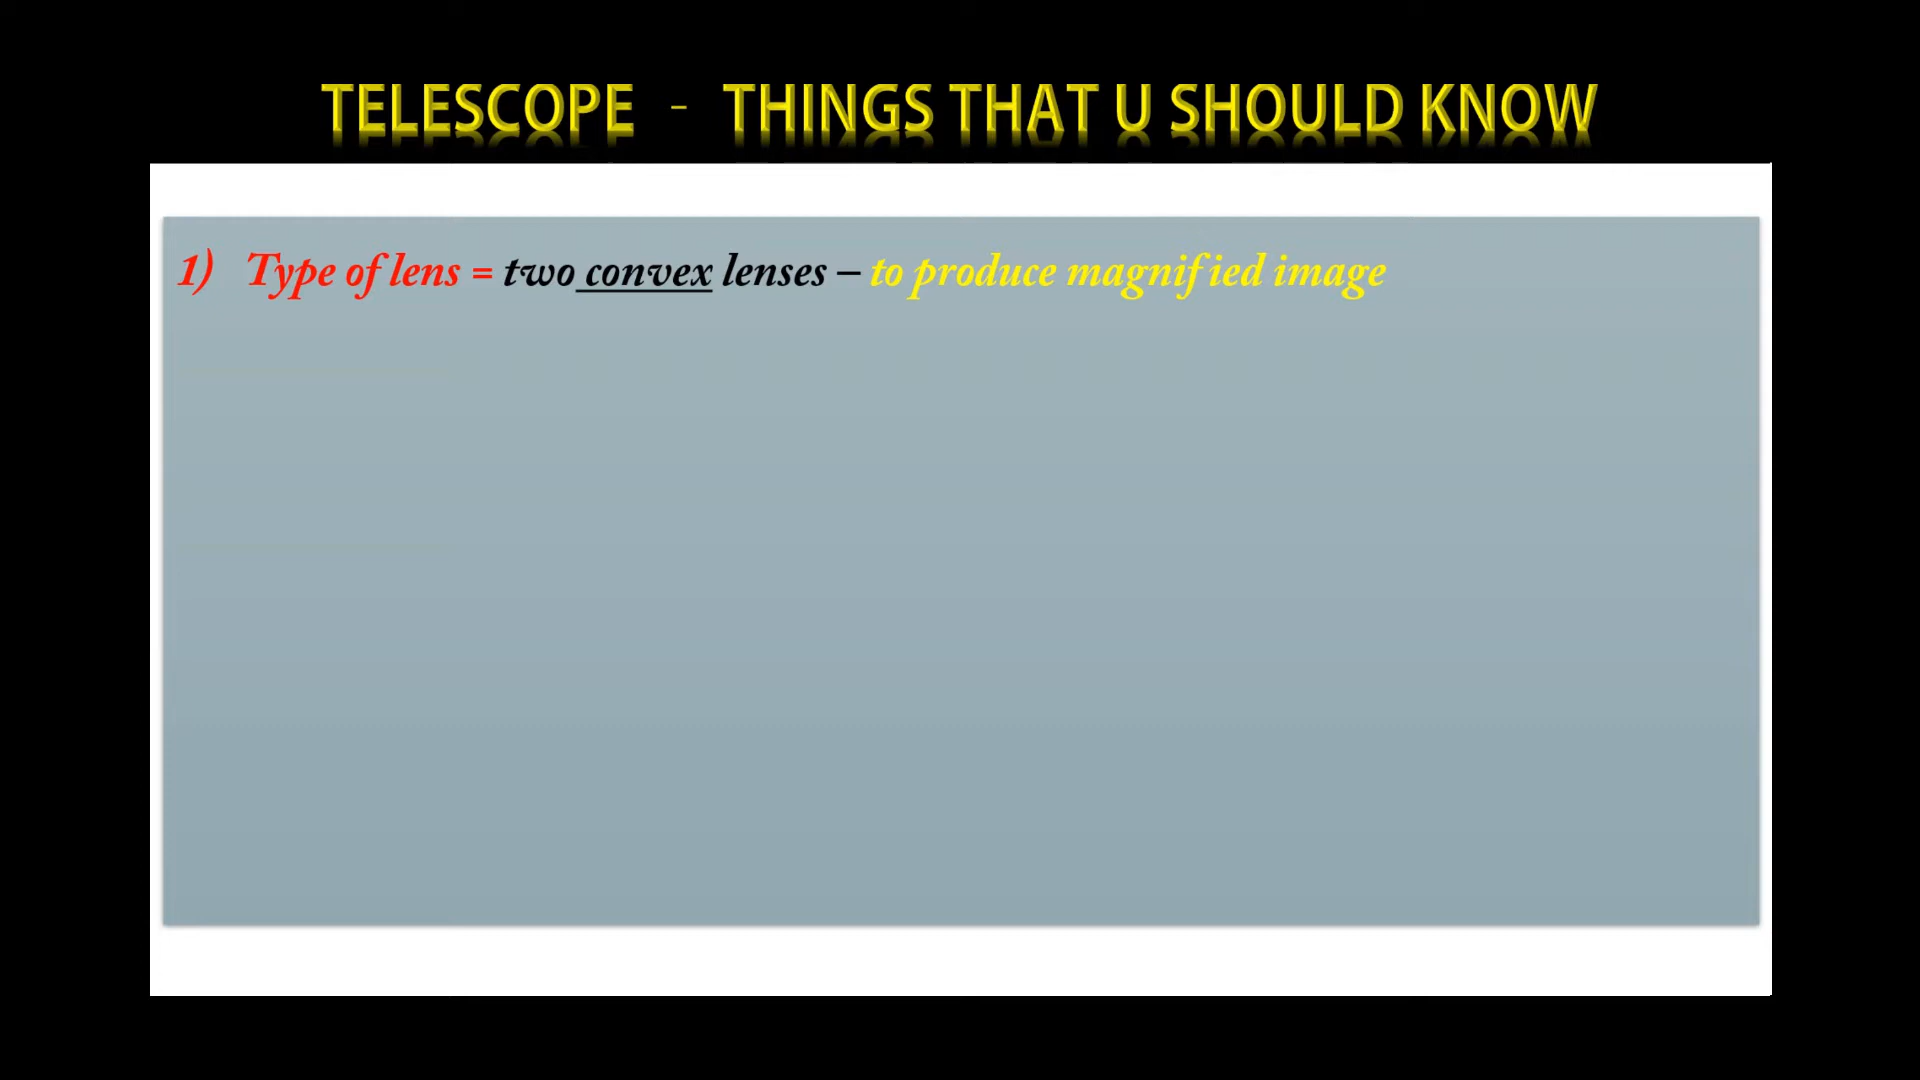 TELESCOPE - THINGS THAT U SHOULD KNOW
1) Type of lens = two convex lenses – to produce magnified image